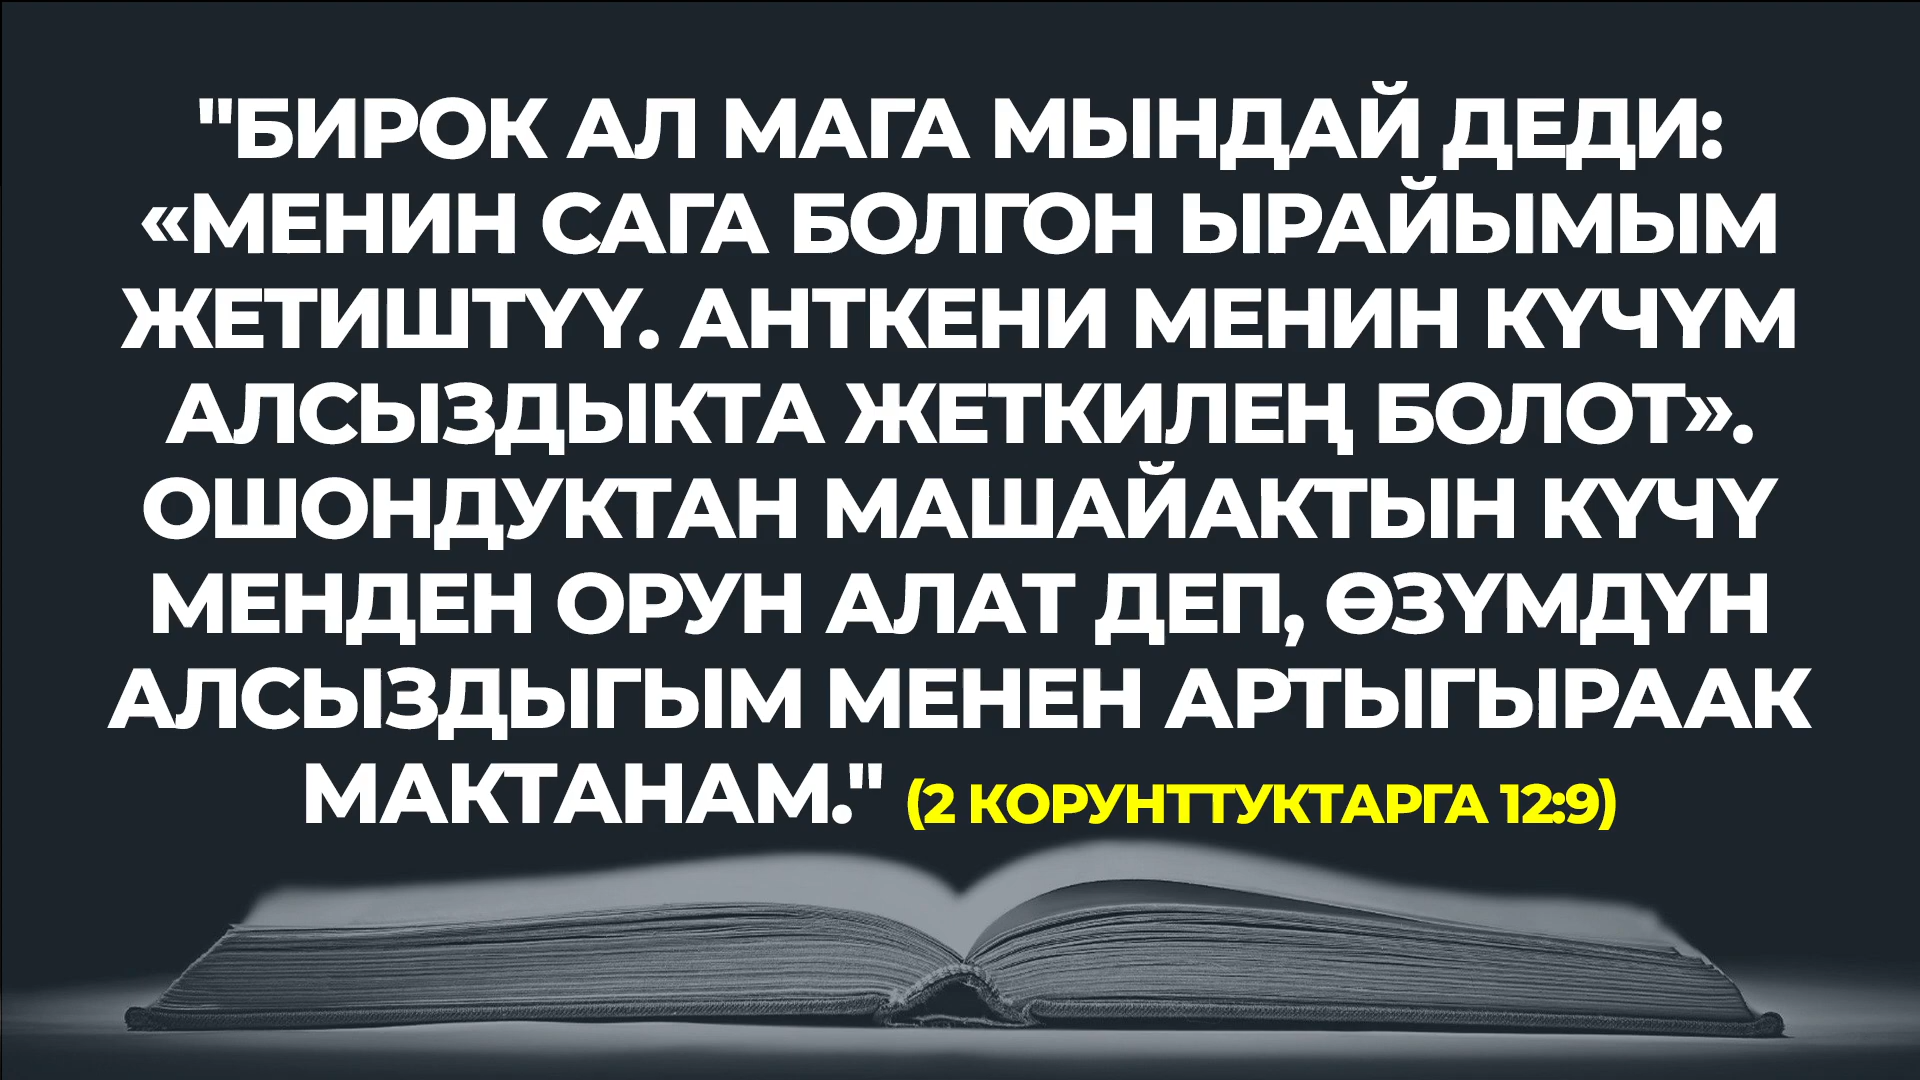 "БИРОК АЛ МАГА МЫНДАЙ ДЕДИ:
«МЕНИН САГА БОЛГОН ЫРАЙЫМЫМ
ЖЕТИШТҮҮ. АНТКЕНИ МЕНИН КҮЧҮМ
АЛСЫЗДЫКТА ЖЕТКИЛЕҢ БОЛОТ».
ОШОНДУКТАН МАШАЙАКТЫН КҮЧҮ
МЕНДЕН ОРУН АЛАТ ДЕП, ӨЗҮМДҮН
АЛСЫЗДЫГЫМ МЕНЕН АРТЫГЫРААК
МАКТАНАМ." (2 КОРУНТТУКТАРГА 12:9)